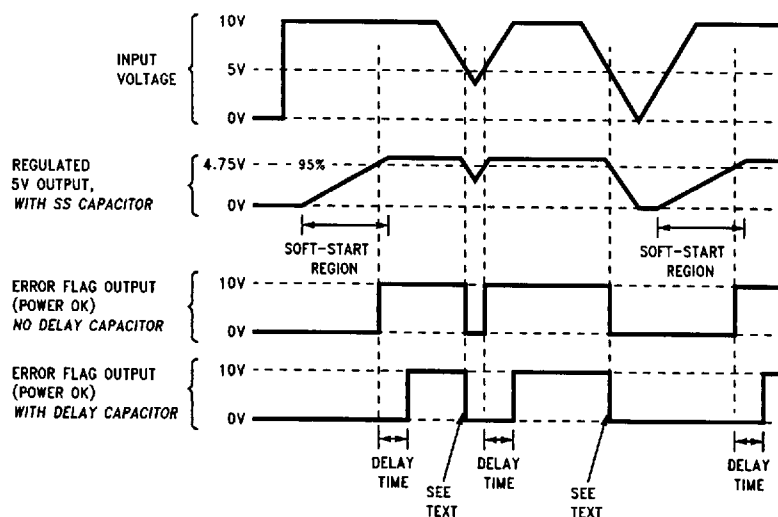 10V
INPUT
VOLTAGE
5V
0V
REGULATED
5V OUTPUT,
WITH SS CAPACITOR
4.75V
95%
0V
SOFT-START
REGION
SOFT-START
REGION
ERROR FLAG OUTPUT
(POWER OK)
NO DELAY CAPACITOR
10V
0V
ERROR FLAG OUTPUT
(POWER OK)
WITH DELAY CAPACITOR
10V
0V
DELAY
TIME
SEE
TEXT
DELAY
TIME
SEE
TEXT
DELAY
TIME